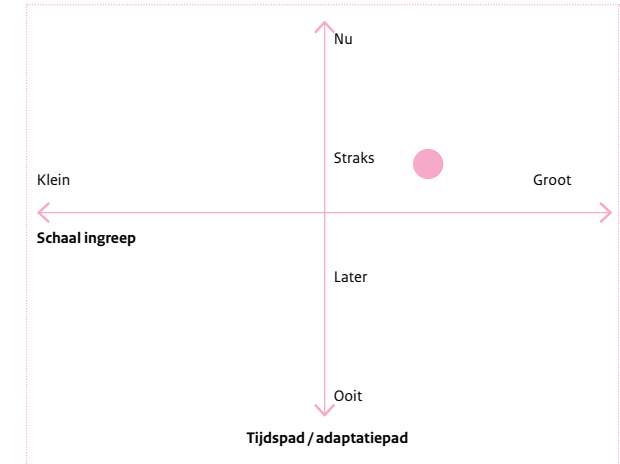 Nu
Straks
Klein
Groot
Schaal ingreep
Later
Ooit
Tijdspad / adaptatiepad